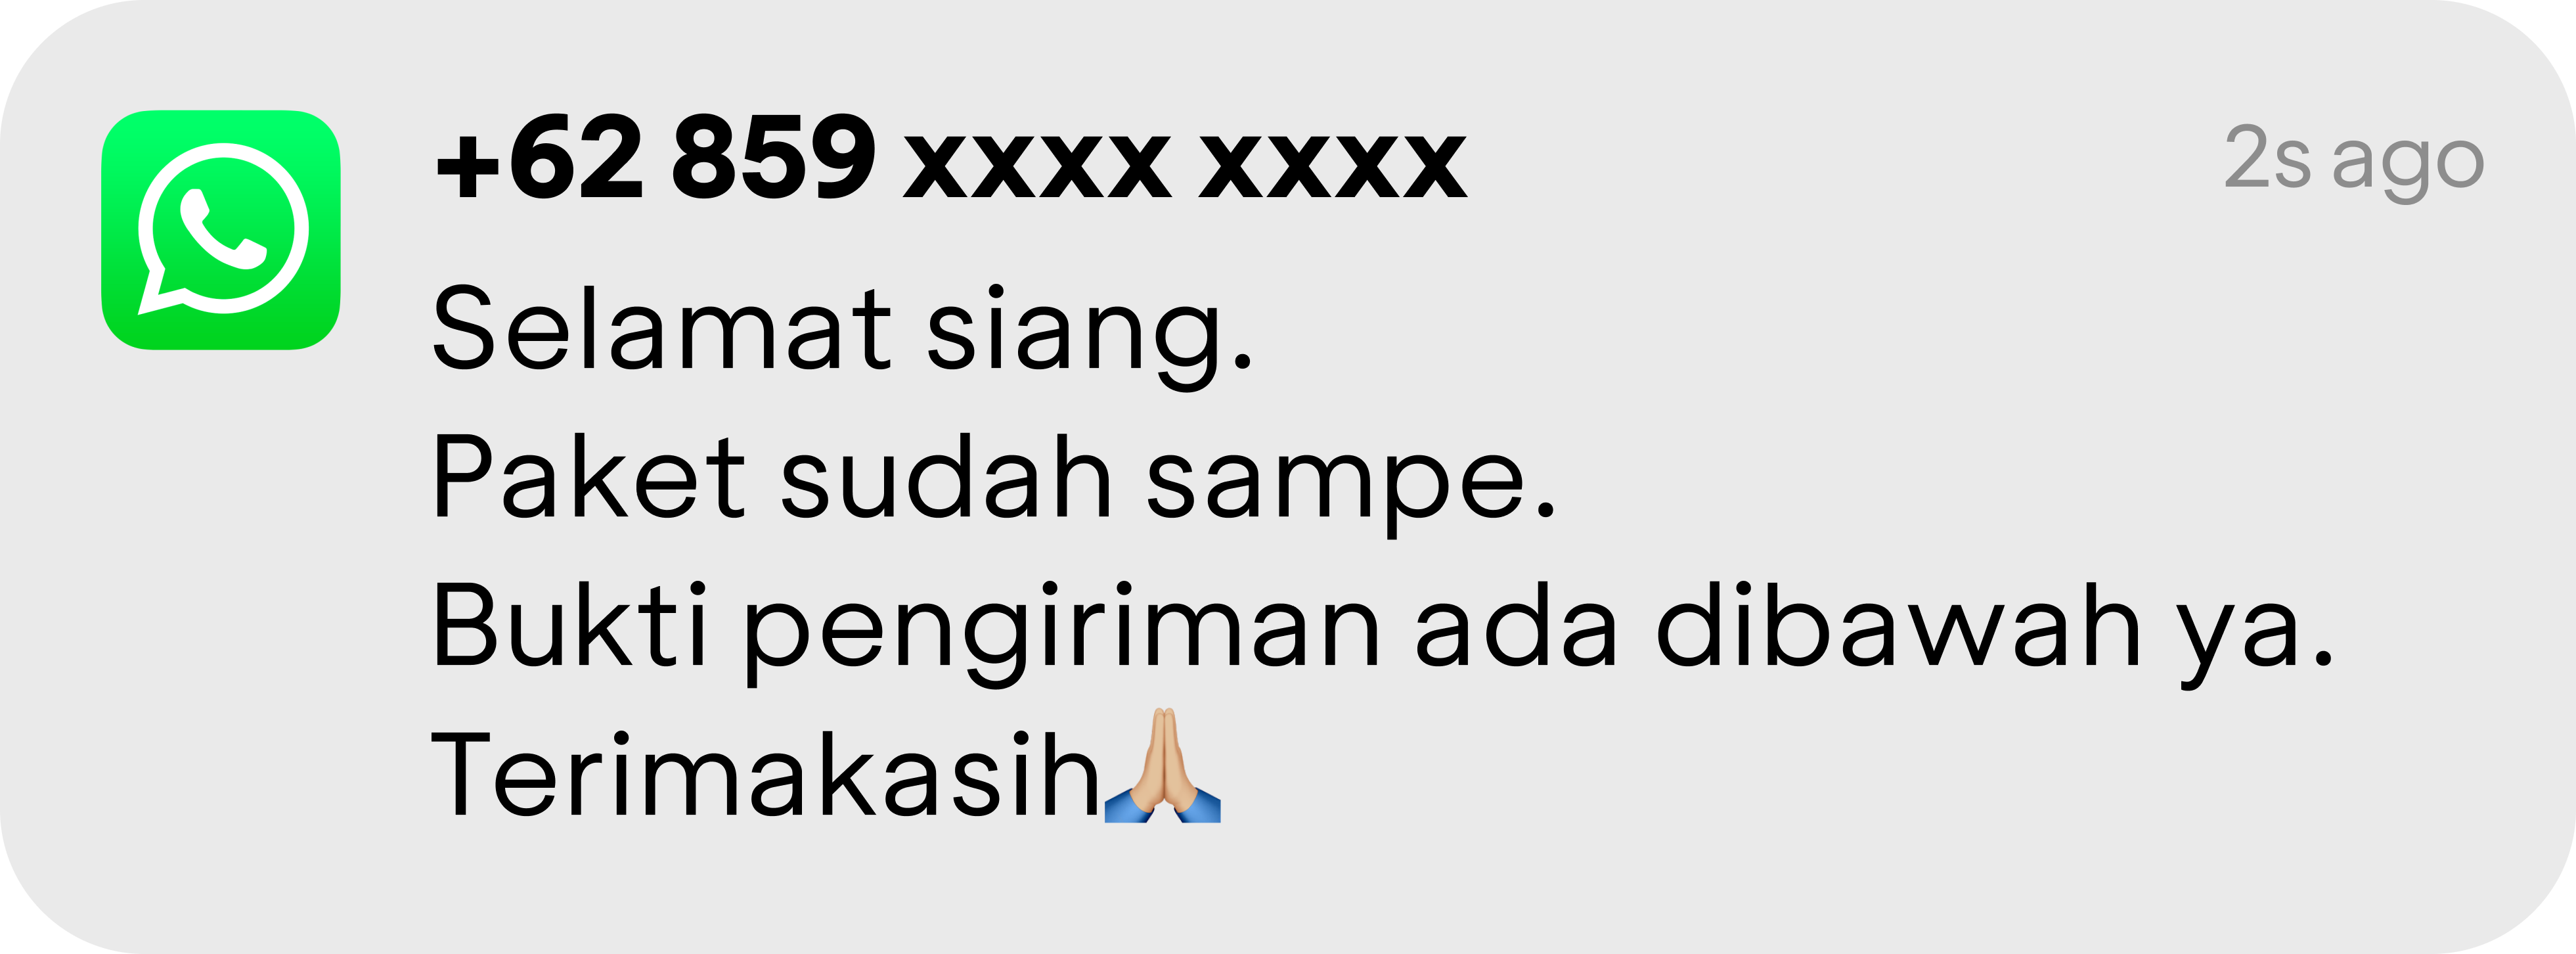 +62 859 xxxx xxxx 2s ago
Selamat siang.
Paket sudah sampe.
Bukti pengiriman ada dibawah ya.
Terimakasih🙏🏼